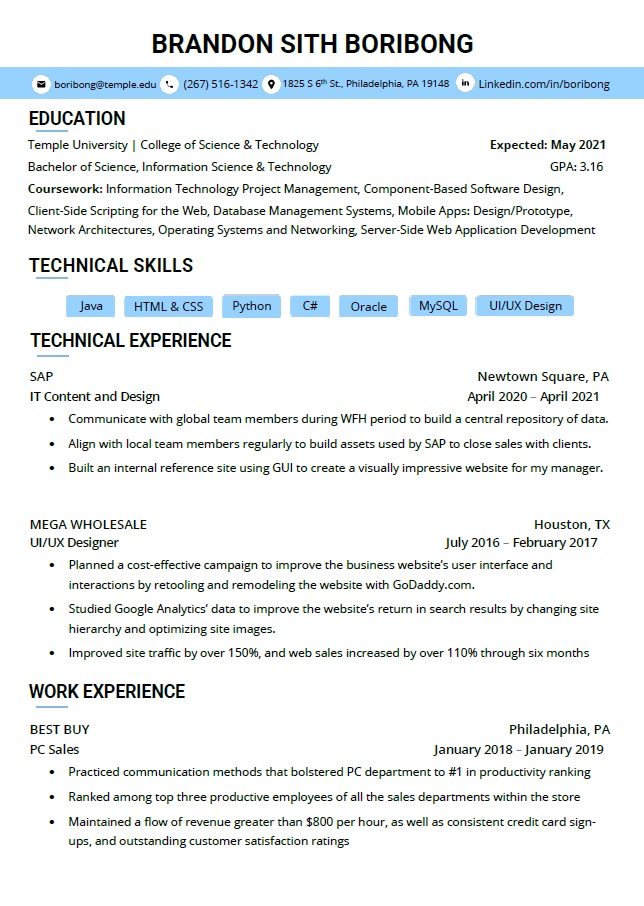 BRANDON SITH BORIBONG
boribong@temple.edu (267) 516-1342 1825 S 6th St., Philadelphia, PA 19148 Linkedin.com/in/boribong
EDUCATION
Temple University | College of Science & Technology Expected: May 2021
Bachelor of Science, Information Science & Technology GPA: 3.16
Coursework: Information Technology Project Management, Component-Based Software Design,
Client-Side Scripting for the Web, Database Management Systems, Mobile Apps: Design/Prototype,
Network Architectures, Operating Systems and Networking, Server-Side Web Application Development
TECHNICAL SKILLS
Java HTML & CSS Python C# Oracle MySQL UI/UX Design
TECHNICAL EXPERIENCE
SAP Newtown Square, PA
IT Content and Design April 2020 – April 2021
• Communicate with global team members during WFH period to build a central repository of data.
• Align with local team members regularly to build assets used by SAP to close sales with clients.
• Built an internal reference site using GUI to create a visually impressive website for my manager.
MEGA WHOLESALE Houston, TX
UI/UX Designer July 2016 – February 2017
• Planned a cost-effective campaign to improve the business website’s user interface and
interactions by retooling and remodeling the website with GoDaddy.com.
• Studied Google Analytics’ data to improve the website’s return in search results by changing site
hierarchy and optimizing site images.
• Improved site traffic by over 150%, and web sales increased by over 110% through six months
WORK EXPERIENCE
BEST BUY Philadelphia, PA
PC Sales January 2018 – January 2019
• Practiced communication methods that bolstered PC department to #1 in productivity ranking
• Ranked among top three productive employees of all the sales departments within the store
• Maintained a flow of revenue greater than $800 per hour, as well as consistent credit card sign-
ups, and outstanding customer satisfaction ratings